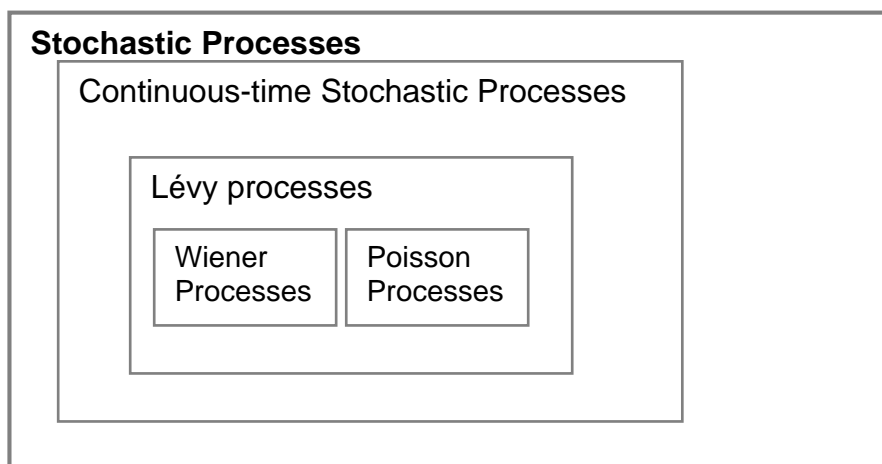 Stochastic Processes
Continuous-time Stochastic Processes
Lévy processes
Wiener
Processes
Poisson
Processes